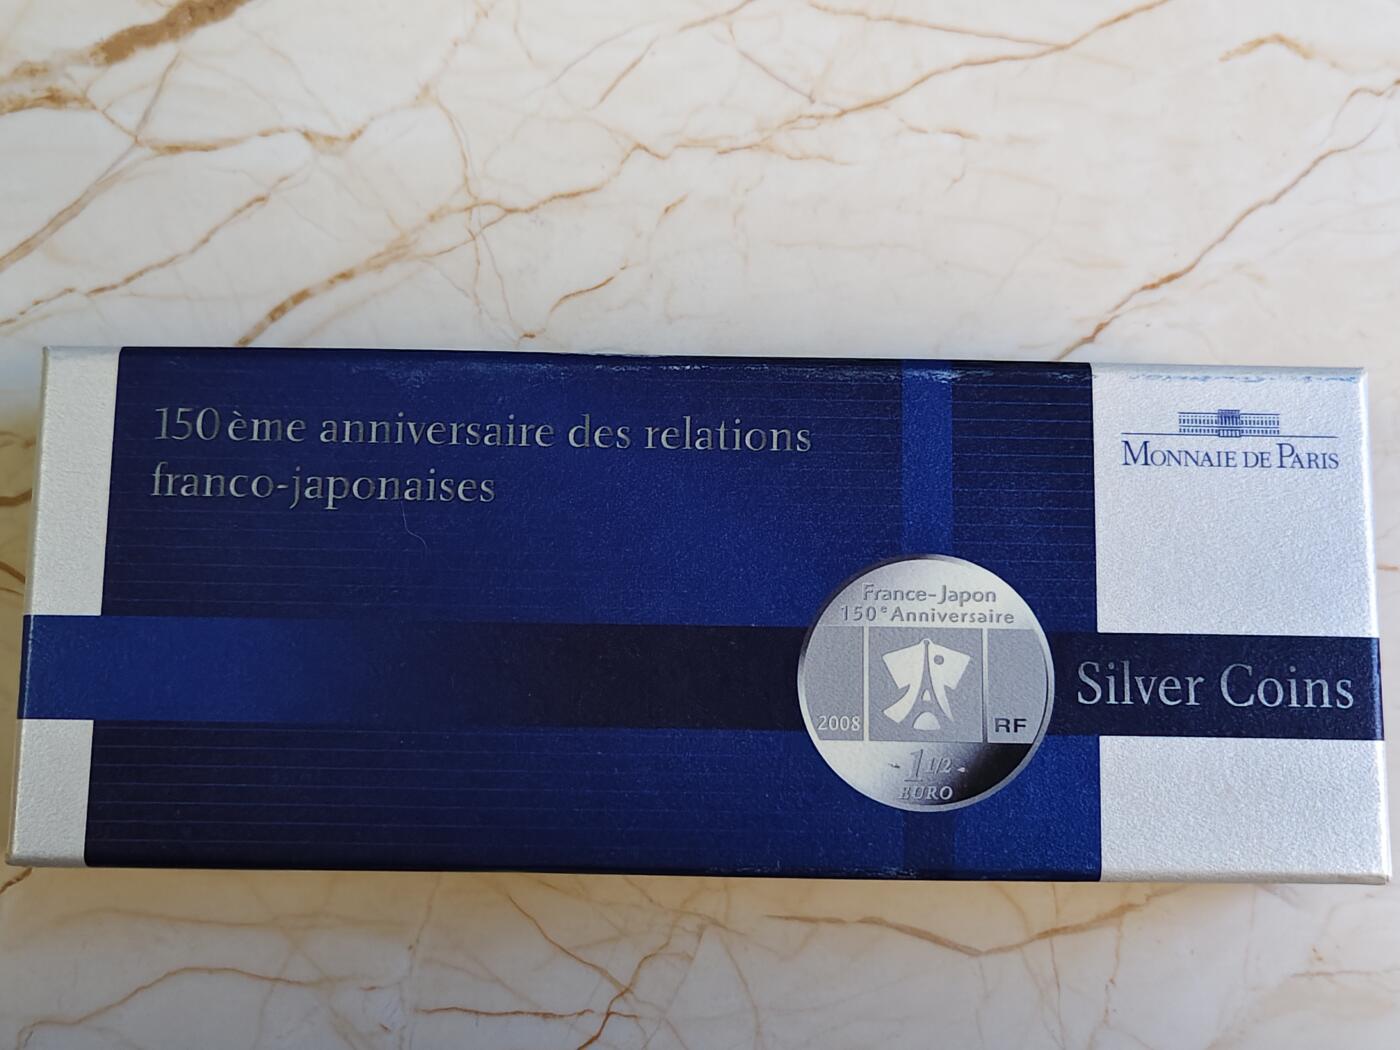 150ème anniversaire des relations
franco-japonaises
MONNAIE DE PARIS
France-Japon
150e Anniversaire
2008
RF
1 1/2
EURO
Silver Coins